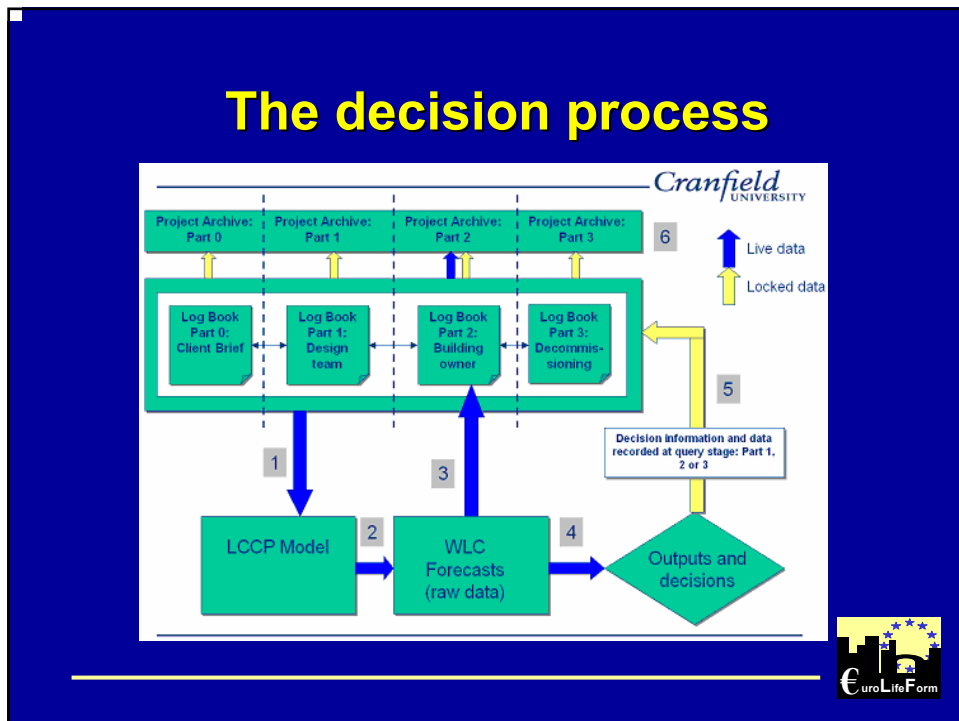 The decision process
Cranfield
UNIVERSITY
Project Archive:
Part 0
Project Archive:
Part 1
Project Archive:
Part 2
Project Archive:
Part 3
6
Live data
Locked data
Log Book
Part 0:
Client Brief
Log Book
Part 1:
Design
team
Log Book
Part 2:
Building
owner
Log Book
Part 3:
Decommis-
sioning
5
Decision information and data
recorded at query stage: Part 1,
2 or 3
1
3
LCCP Model
2
WLC
Forecasts
(raw data)
4
Outputs and
decisions
€uroLifeForm